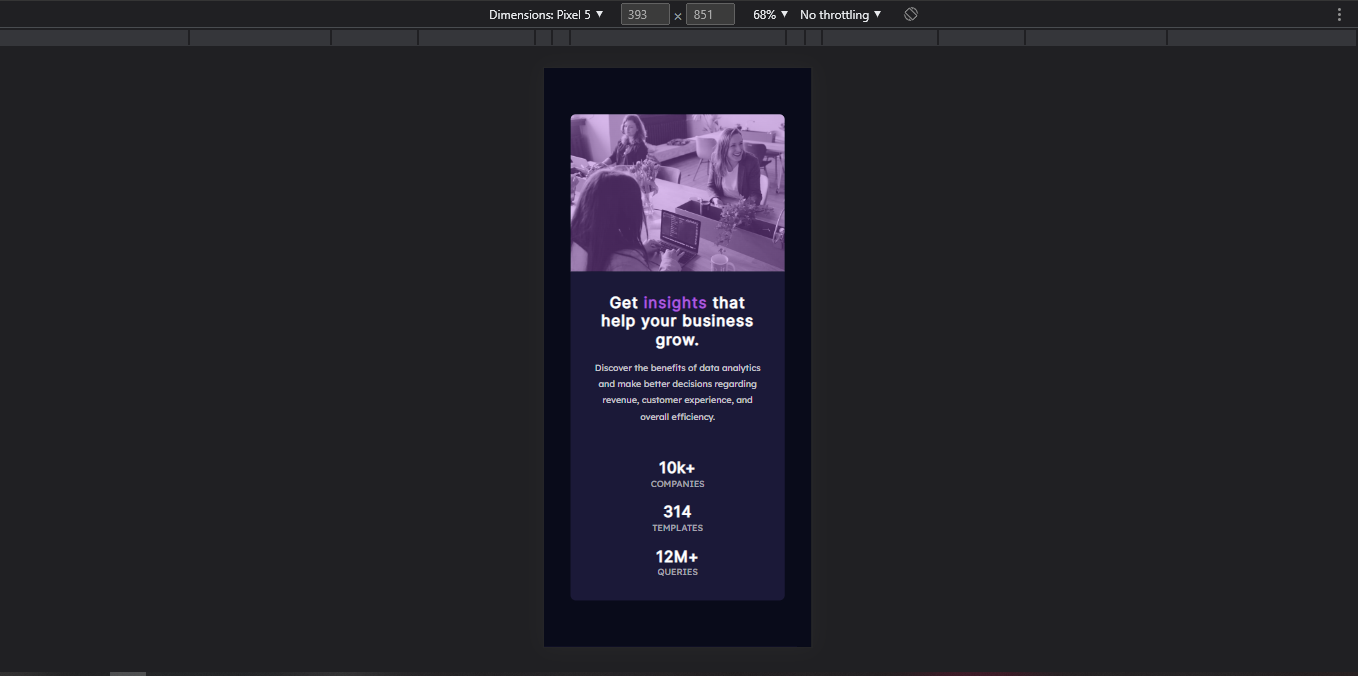 Dimensions: Pixel 5 ▼ 393 × 851 68% ▼ No throttling ▼
Get insights that
help your business
grow.
Discover the benefits of data analytics
and make better decisions regarding
revenue, customer experience, and
overall efficiency.
10k+
COMPANIES
314
TEMPLATES
12M+
QUERIES